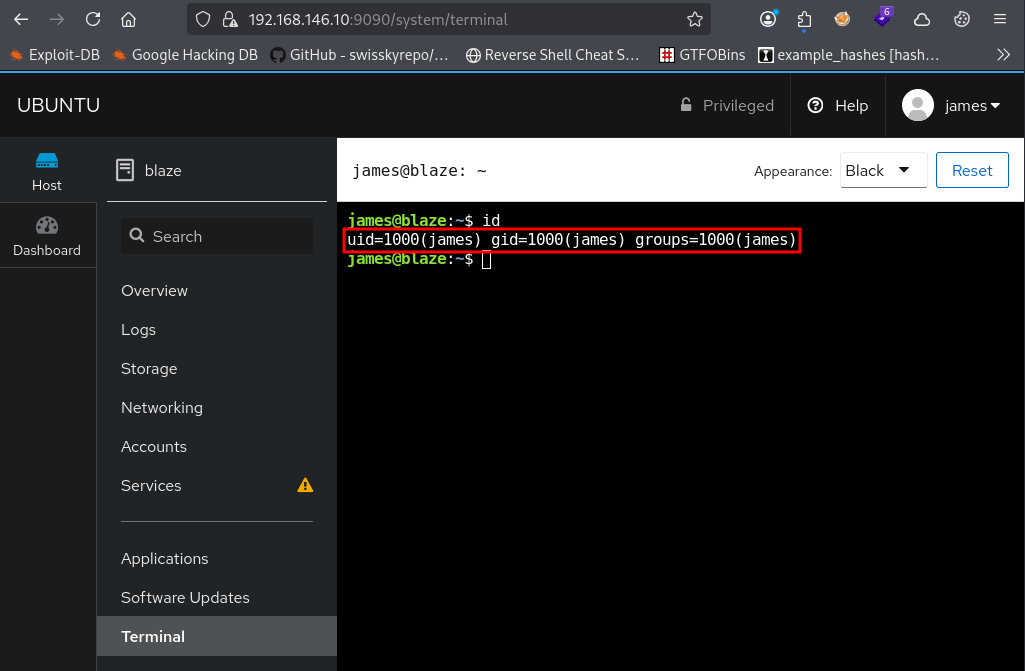 192.168.146.10:9090/system/terminal
6
Exploit-DB Google Hacking DB GitHub - swisskyrepo/... Reverse Shell Cheat S... GTFOBins example_hashes [hash...
UBUNTU Privileged Help james
Host
Dashboard
blaze
Search
Overview
Logs
Storage
Networking
Accounts
Services
Applications
Software Updates
Terminal
james@blaze: ~ Appearance: Black Reset
james@blaze:~$ id
uid=1000(james) gid=1000(james) groups=1000(james)
james@blaze:~$